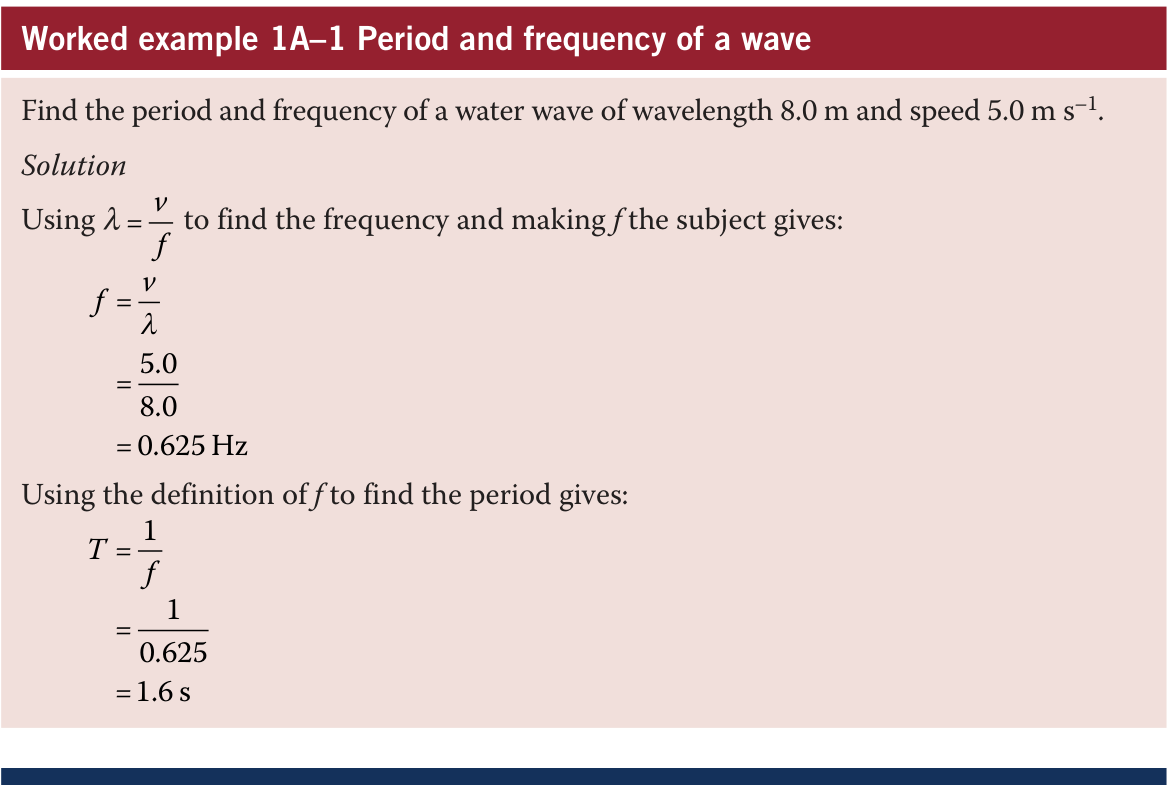 Worked example 1A–1 Period and frequency of a wave
Find the period and frequency of a water wave of wavelength 8.0 m and speed 5.0 m s⁻¹.
Solution
Using λ = v/f to find the frequency and making f the subject gives:
f = v/λ
= 5.0/8.0
= 0.625 Hz
Using the definition of f to find the period gives:
T = 1/f
= 1/0.625
= 1.6 s